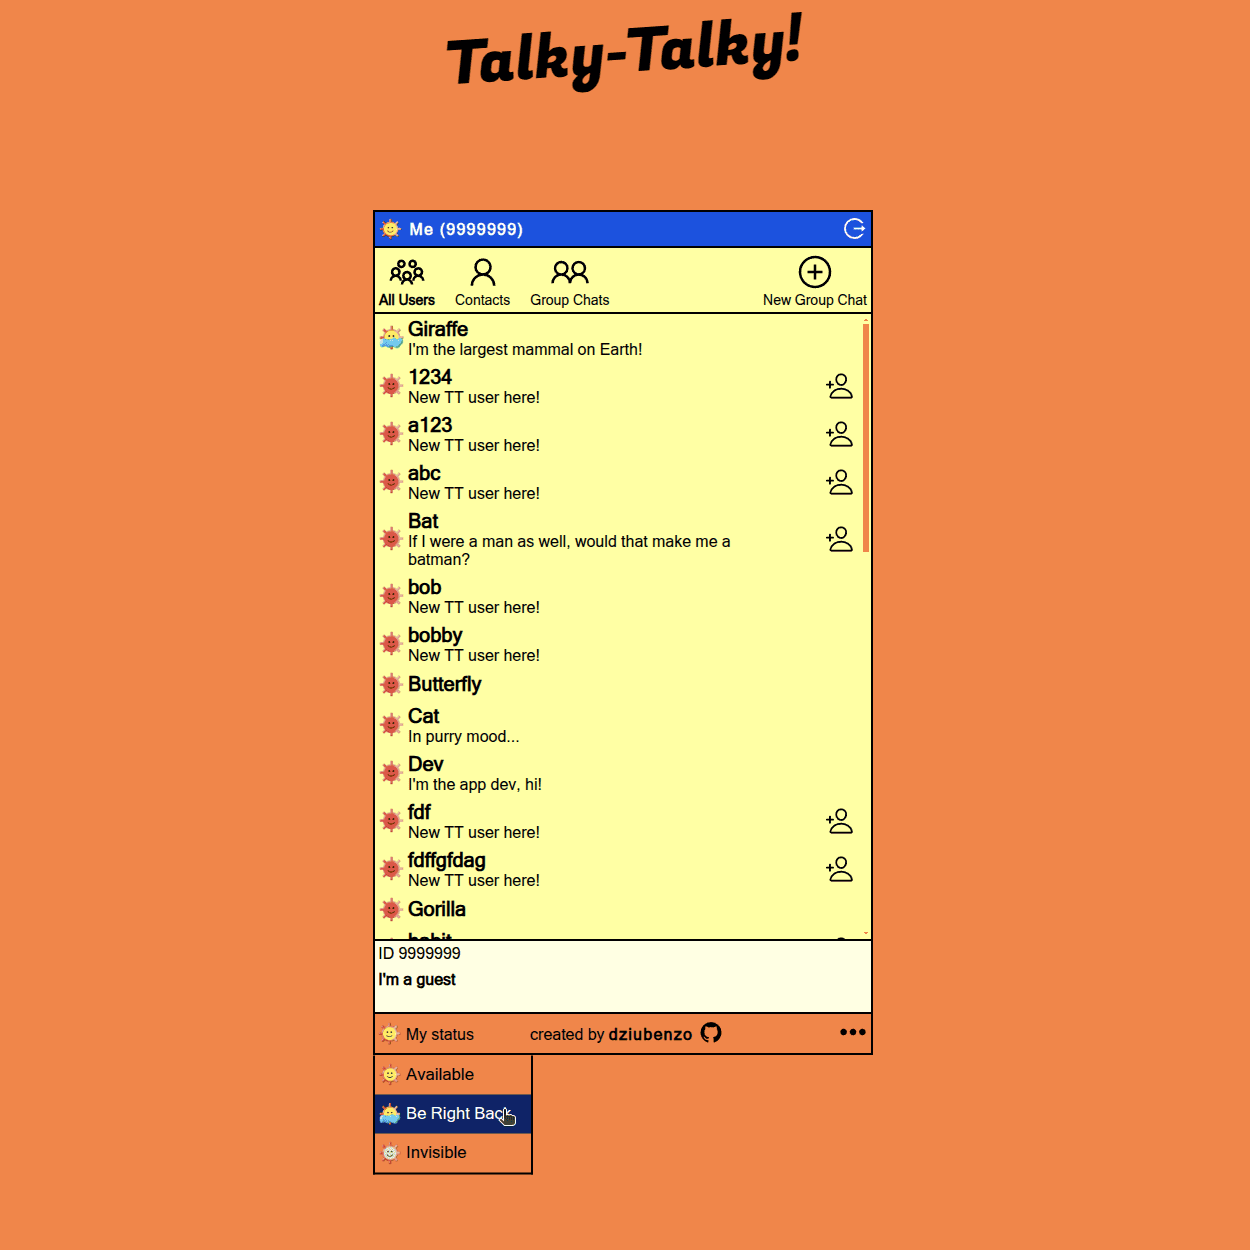 Talky-Talky!
Me (9999999)
All Users
Contacts
Group Chats
New Group Chat
Giraffe
I'm the largest mammal on Earth!
1234
New TT user here!
a123
New TT user here!
abc
New TT user here!
Bat
If I were a man as well, would that make me a
batman?
bob
New TT user here!
bobby
New TT user here!
Butterfly
Cat
In purry mood...
Dev
I'm the app dev, hi!
fdf
New TT user here!
fdffgfdag
New TT user here!
Gorilla
ID 9999999
I'm a guest
My status
created by dziubenzo
Available
Be Right Back
Invisible